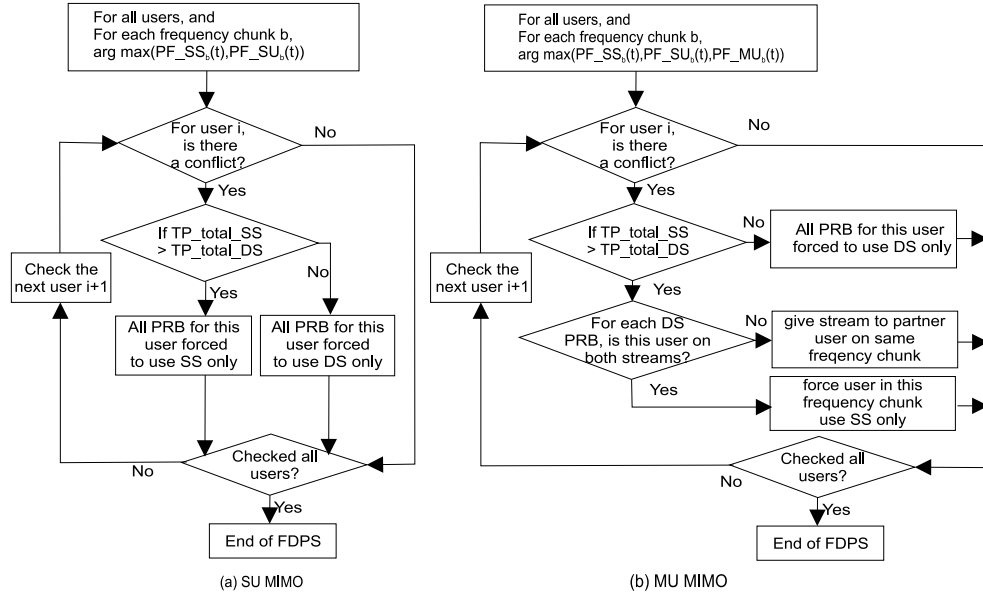 For all users, and
For each frequency chunk b,
arg max(PF_SS_b(t),PF_SU_b(t))
For user i,
is there
a conflict?
No
Yes
If TP_total_SS
> TP_total_DS
No
Yes
Check the
next user i+1
All PRB for this
user forced
to use SS only
All PRB for this
user forced
to use DS only
No
Checked all
users?
Yes
End of FDPS
(a) SU MIMO
For all users, and
For each frequency chunk b,
arg max(PF_SS_b(t),PF_SU_b(t),PF_MU_b(t))
For user i,
is there
a conflict?
No
Yes
If TP_total_SS
> TP_total_DS
No
All PRB for this user
forced to use DS only
Yes
Check the
next user i+1
For each DS
PRB, is this user on
both streams?
No
give stream to partner
user on same
freqency chunk
Yes
force user in this
frequency chunk
use SS only
No
Checked all
users?
Yes
End of FDPS
(b) MU MIMO